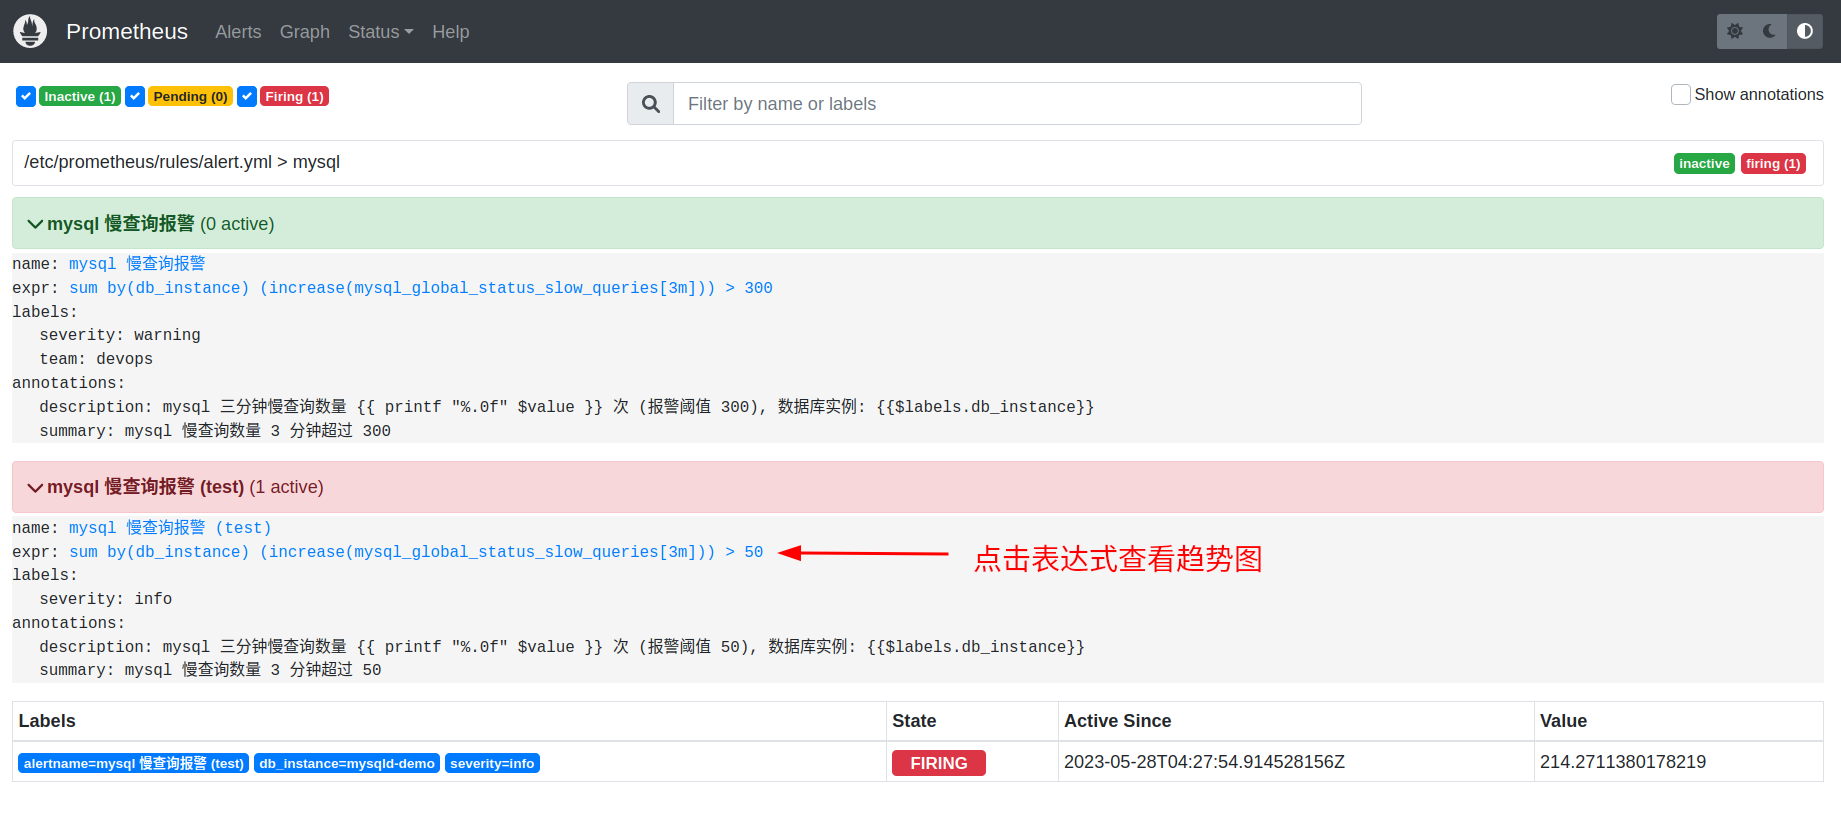 Prometheus Alerts Graph Status Help
Inactive (1) Pending (0) Firing (1) Filter by name or labels Show annotations
/etc/prometheus/rules/alert.yml > mysql inactive firing (1)
mysql 慢查询报警 (0 active)
name: mysql 慢查询报警
expr: sum by(db_instance) (increase(mysql_global_status_slow_queries[3m])) > 300
labels:
severity: warning
team: devops
annotations:
description: mysql 三分钟慢查询数量 {{ printf "%.0f" $value }} 次 (报警阈值 300), 数据库实例: {{$labels.db_instance}}
summary: mysql 慢查询数量 3 分钟超过 300
mysql 慢查询报警 (test) (1 active)
name: mysql 慢查询报警 (test)
expr: sum by(db_instance) (increase(mysql_global_status_slow_queries[3m])) > 50 点击表达式查看趋势图
labels:
severity: info
annotations:
description: mysql 三分钟慢查询数量 {{ printf "%.0f" $value }} 次 (报警阈值 50), 数据库实例: {{$labels.db_instance}}
summary: mysql 慢查询数量 3 分钟超过 50
Labels State Active Since Value
alertname=mysql 慢查询报警 (test) db_instance=mysqld-demo severity=info FIRING 2023-05-28T04:27:54.914528156Z 214.2711380178219